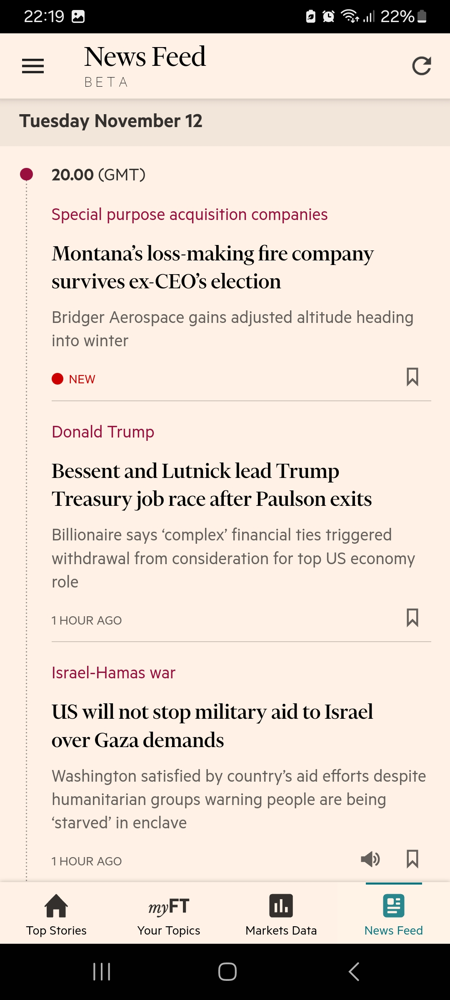 22:19
22%
News Feed
BETA
Tuesday November 12
20.00 (GMT)
Special purpose acquisition companies
Montana’s loss-making fire company
survives ex-CEO’s election
Bridger Aerospace gains adjusted altitude heading
into winter
NEW
Donald Trump
Bessent and Lutnick lead Trump
Treasury job race after Paulson exits
Billionaire says ‘complex’ financial ties triggered
withdrawal from consideration for top US economy
role
1 HOUR AGO
Israel-Hamas war
US will not stop military aid to Israel
over Gaza demands
Washington satisfied by country’s aid efforts despite
humanitarian groups warning people are being
‘starved’ in enclave
1 HOUR AGO
myFT
Top Stories
Your Topics
Markets Data
News Feed